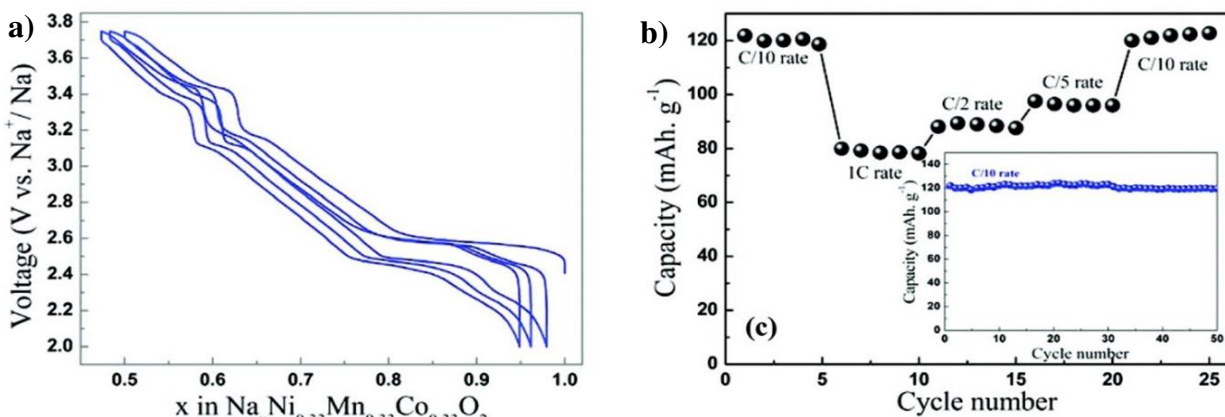 a)
Voltage (V vs. Na⁺/ Na)
3.8
3.6
3.4
3.2
3.0
2.8
2.6
2.4
2.2
2.0
0.5 0.6 0.7 0.8 0.9 1.0
x in Na Ni Mn Co O
b)
Capacity (mAh. g⁻¹)
120
100
80
60
40
20
0
C/10 rate
1C rate
C/2 rate
C/5 rate
C/10 rate
(c)
0 5 10 15 20 25
Cycle number
C/10 rate
Capacity (mAh. g⁻¹)
140
120
100
80
60
40
20
0
0 10 20 30 40 50
Cycle number